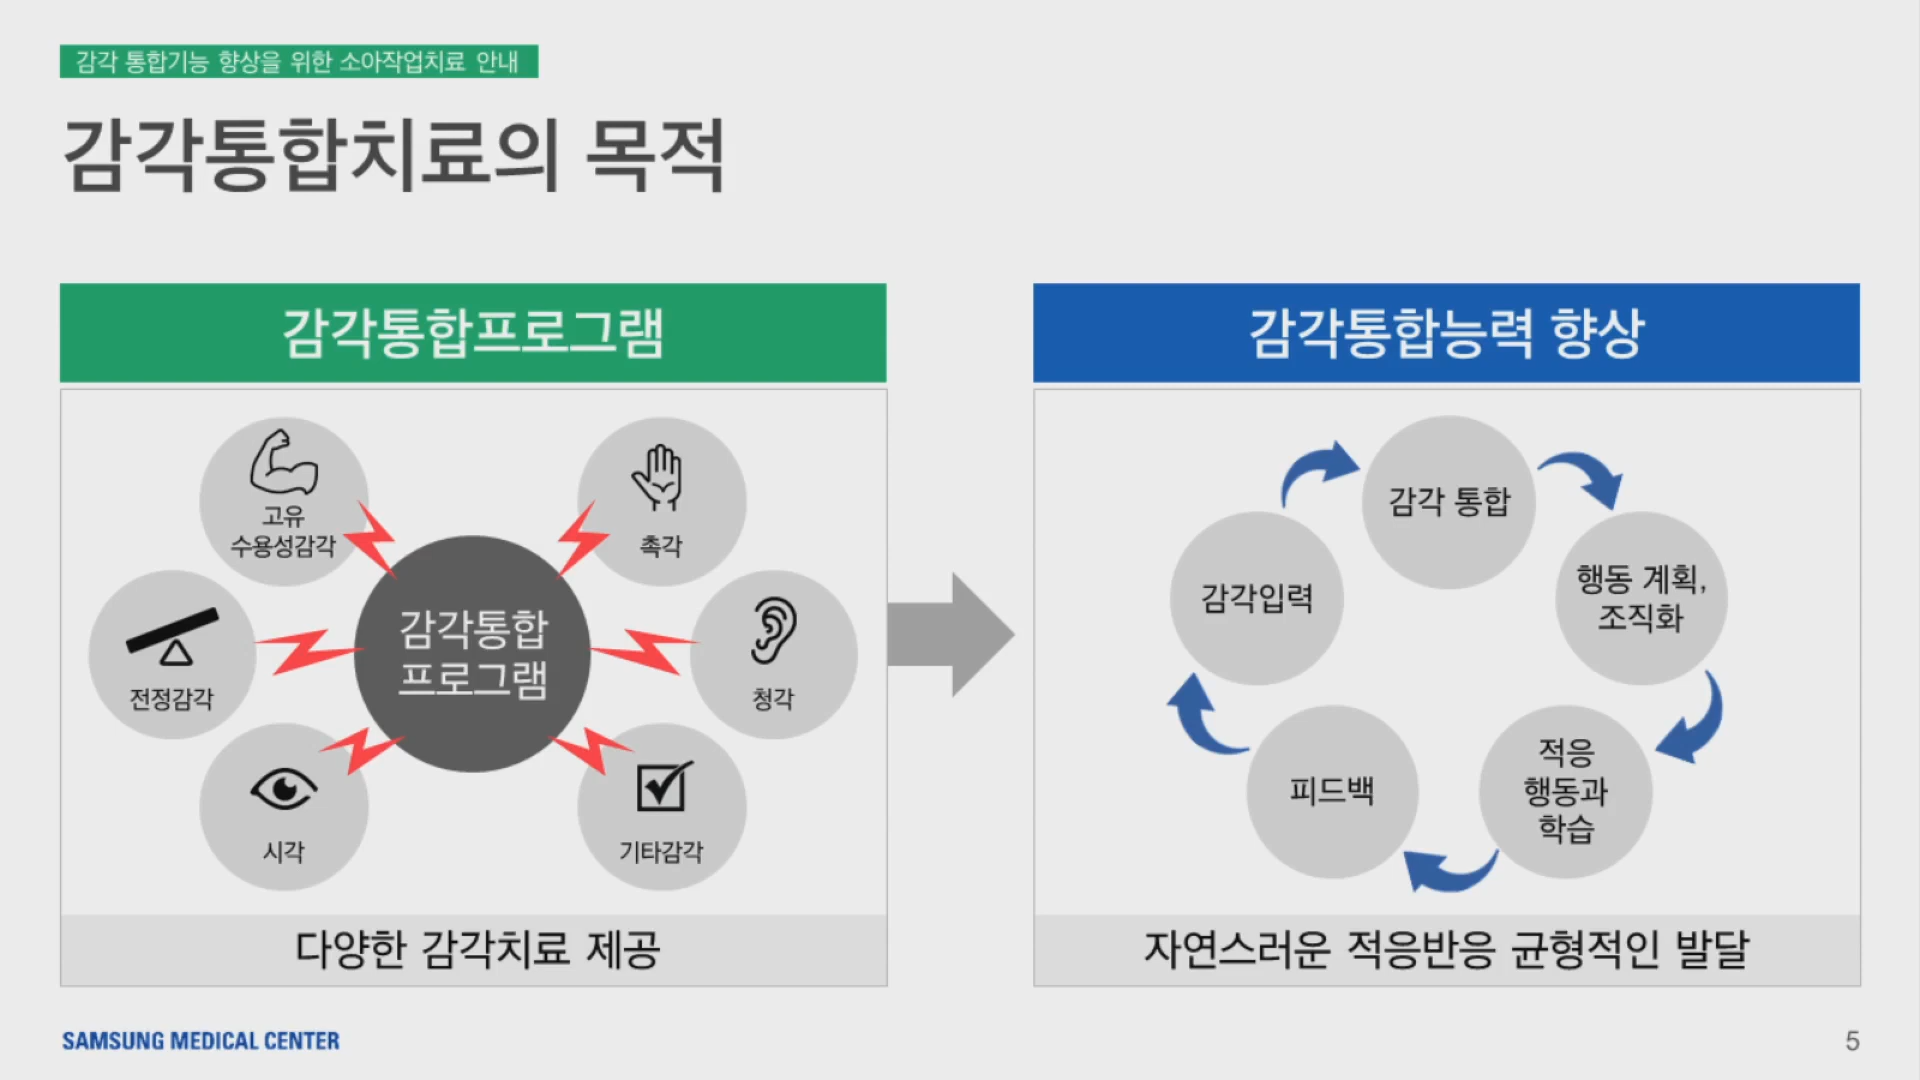 감각 통합기능 향상을 위한 소아작업치료 안내
감각통합치료의 목적
감각통합프로그램
고유
수용성감각
촉각
전정감각
감각통합
프로그램
청각
시각
기타감각
다양한 감각치료 제공
감각통합능력 향상
감각 통합
행동 계획,
조직화
적응
행동과
학습
피드백
감각입력
자연스러운 적응반응 균형적인 발달
SAMSUNG MEDICAL CENTER
5